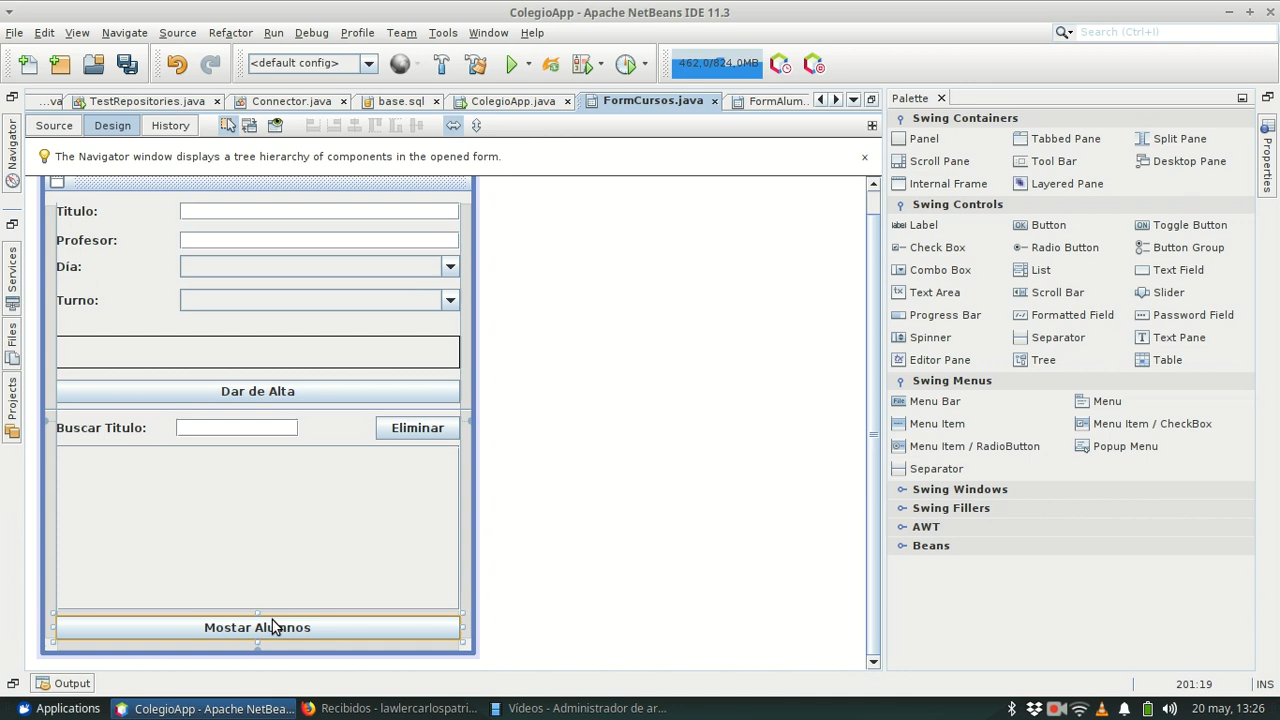 ColegioApp - Apache NetBeans IDE 11.3
File Edit View Navigate Source Refactor Run Debug Profile Team Tools Window Help
Search (Ctrl+I)
<default config>
462,0/824,0MB
...va TestRepositories.java Connector.java base.sql ColegioApp.java FormCursos.java FormAlum...
Source Design History
The Navigator window displays a tree hierarchy of components in the opened form.
Navigator
Services
Files
Projects
Titulo:
Profesor:
Día:
Turno:
Dar de Alta
Buscar Titulo:
Eliminar
Mostar Alumnos
Palette
Swing Containers
Panel Tabbed Pane Split Pane
Scroll Pane Tool Bar Desktop Pane
Internal Frame Layered Pane
Swing Controls
Label Button Toggle Button
Check Box Radio Button Button Group
Combo Box List Text Field
Text Area Scroll Bar Slider
Progress Bar Formatted Field Password Field
Spinner Separator Text Pane
Editor Pane Tree Table
Swing Menus
Menu Bar Menu
Menu Item Menu Item / CheckBox
Menu Item / RadioButton Popup Menu
Separator
Swing Windows
Swing Fillers
AWT
Beans
Properties
Output
201:19 INS
Applications ColegioApp - Apache NetBea... Recibidos - lawlercarlospatri... Vídeos - Administrador de ar... 20 may, 13:26